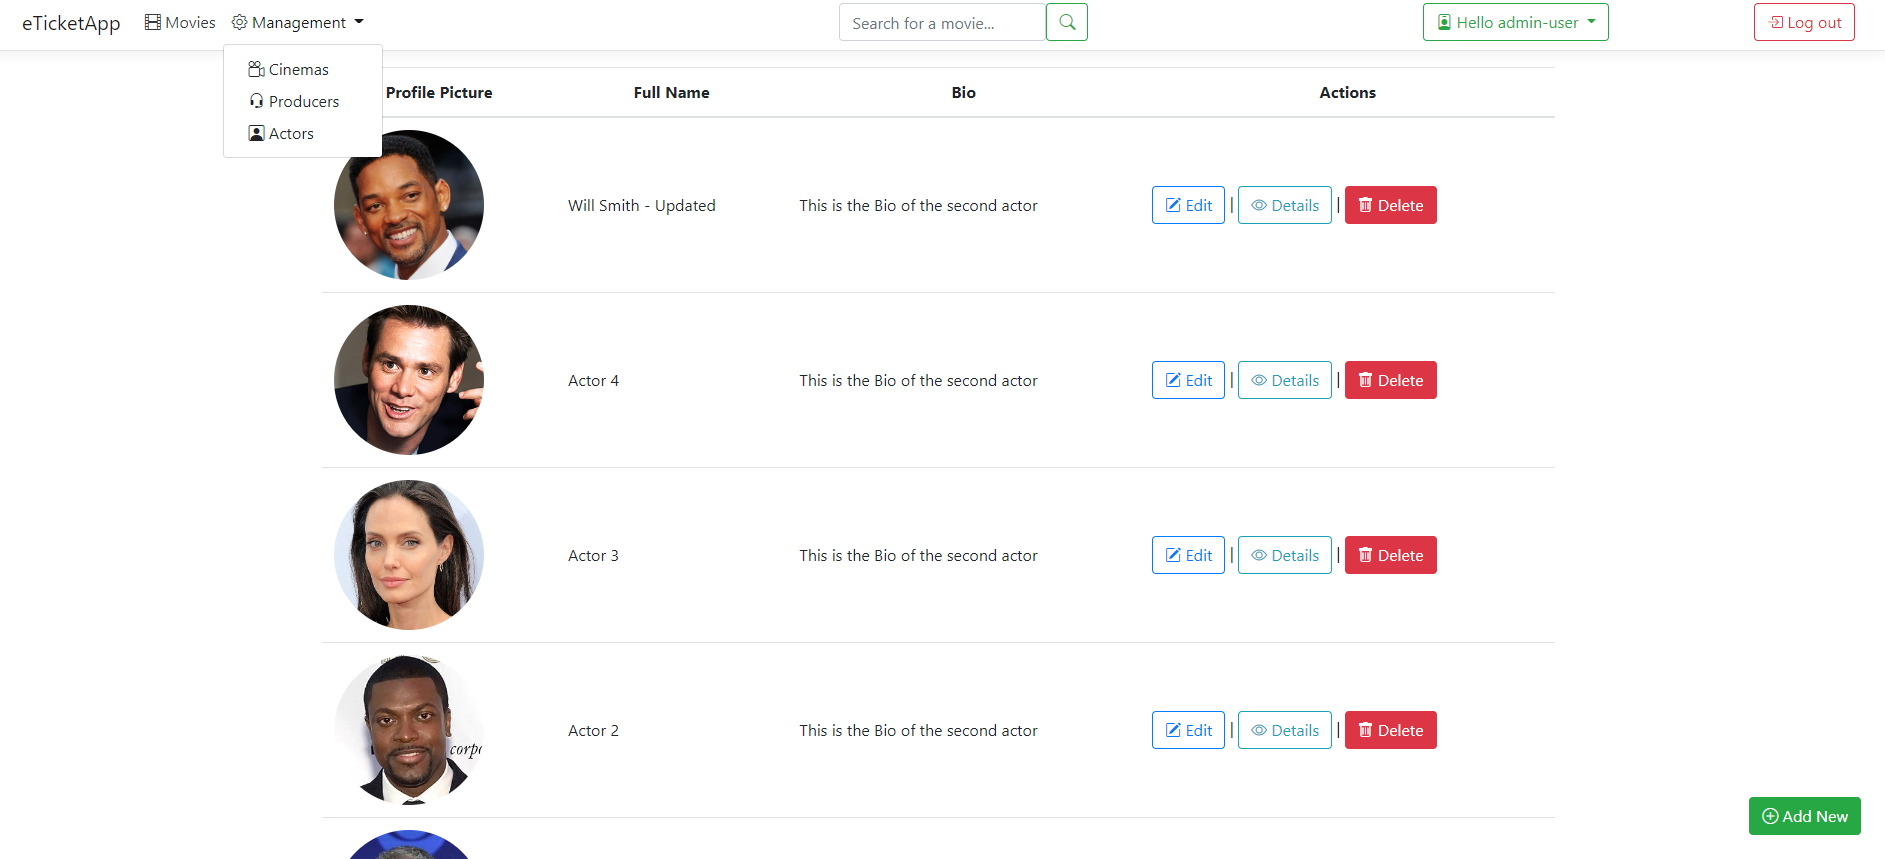 eTicketApp Movies Management Search for a movie... Hello admin-user Log out
Cinemas
Producers
Actors
Profile Picture Full Name Bio Actions
Will Smith - Updated This is the Bio of the second actor Edit | Details | Delete
Actor 4 This is the Bio of the second actor Edit | Details | Delete
Actor 3 This is the Bio of the second actor Edit | Details | Delete
Actor 2 This is the Bio of the second actor Edit | Details | Delete
Add New